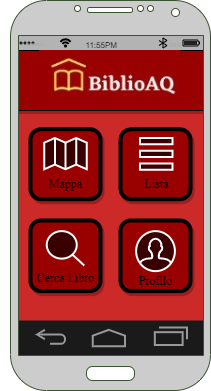 11:55PM
BiblioAQ
Mappa Lista
Cerca Libro Profilo